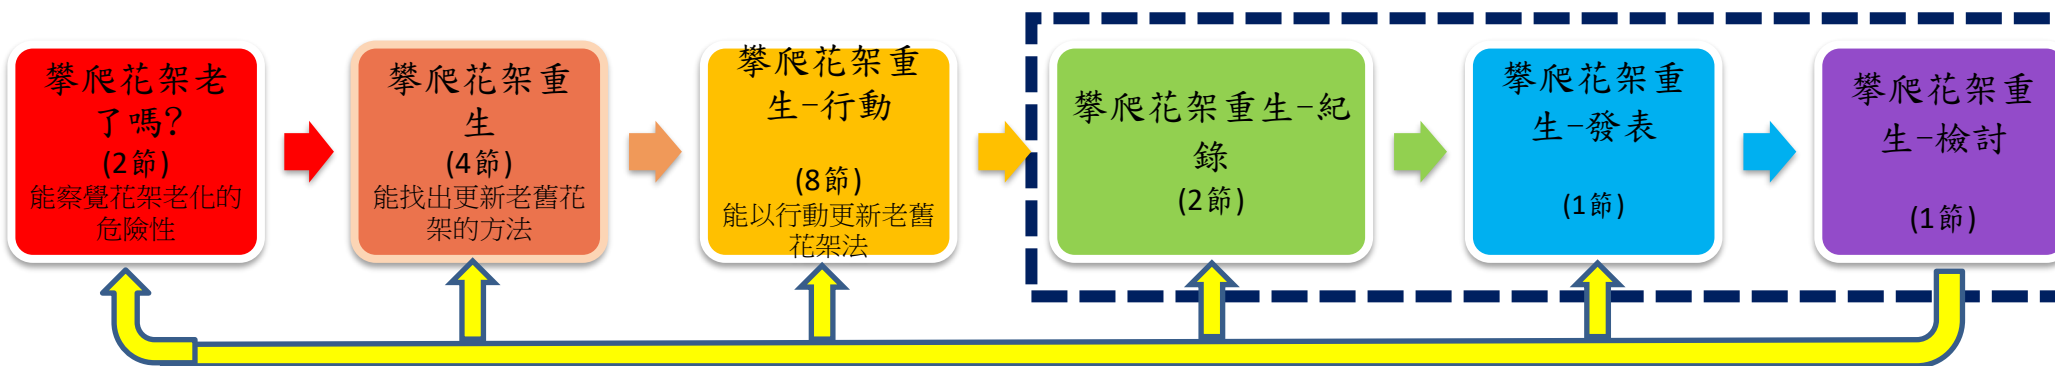 攀爬花架老
了嗎?
(2節)
能察覺花架老化的
危險性
攀爬花架重
生
(4節)
能找出更新老舊花
架的方法
攀爬花架重
生-行動
(8節)
能以行動更新老舊
花架法
攀爬花架重生-紀
錄
(2節)
攀爬花架重
生-發表
(1節)
攀爬花架重
生-檢討
(1節)